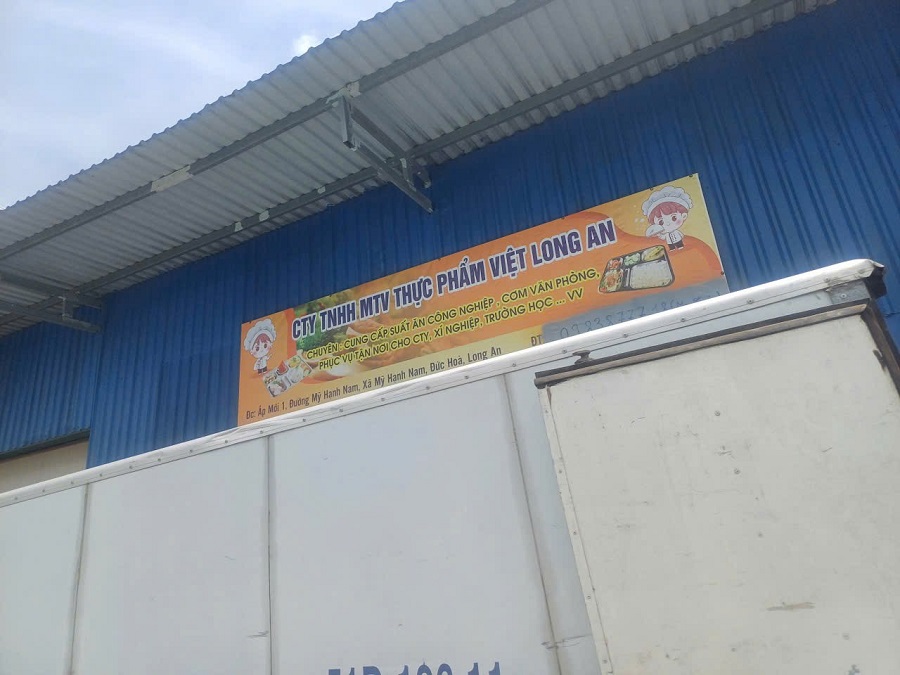 CTY TNHH MTV THỰC PHẨM VIỆT LONG AN
CHUYÊN : CUNG CẤP SUẤT ĂN CÔNG NGHIỆP , CƠM VĂN PHÒNG,
PHỤC VỤ TẬN NƠI CHO CTY, XÍ NGHIỆP, TRƯỜNG HỌC ... VV
Đc: Ấp Mới 1, Đường Mỹ Hạnh Nam, Xã Mỹ Hạnh Nam, Đức Hoà, Long An
ĐT